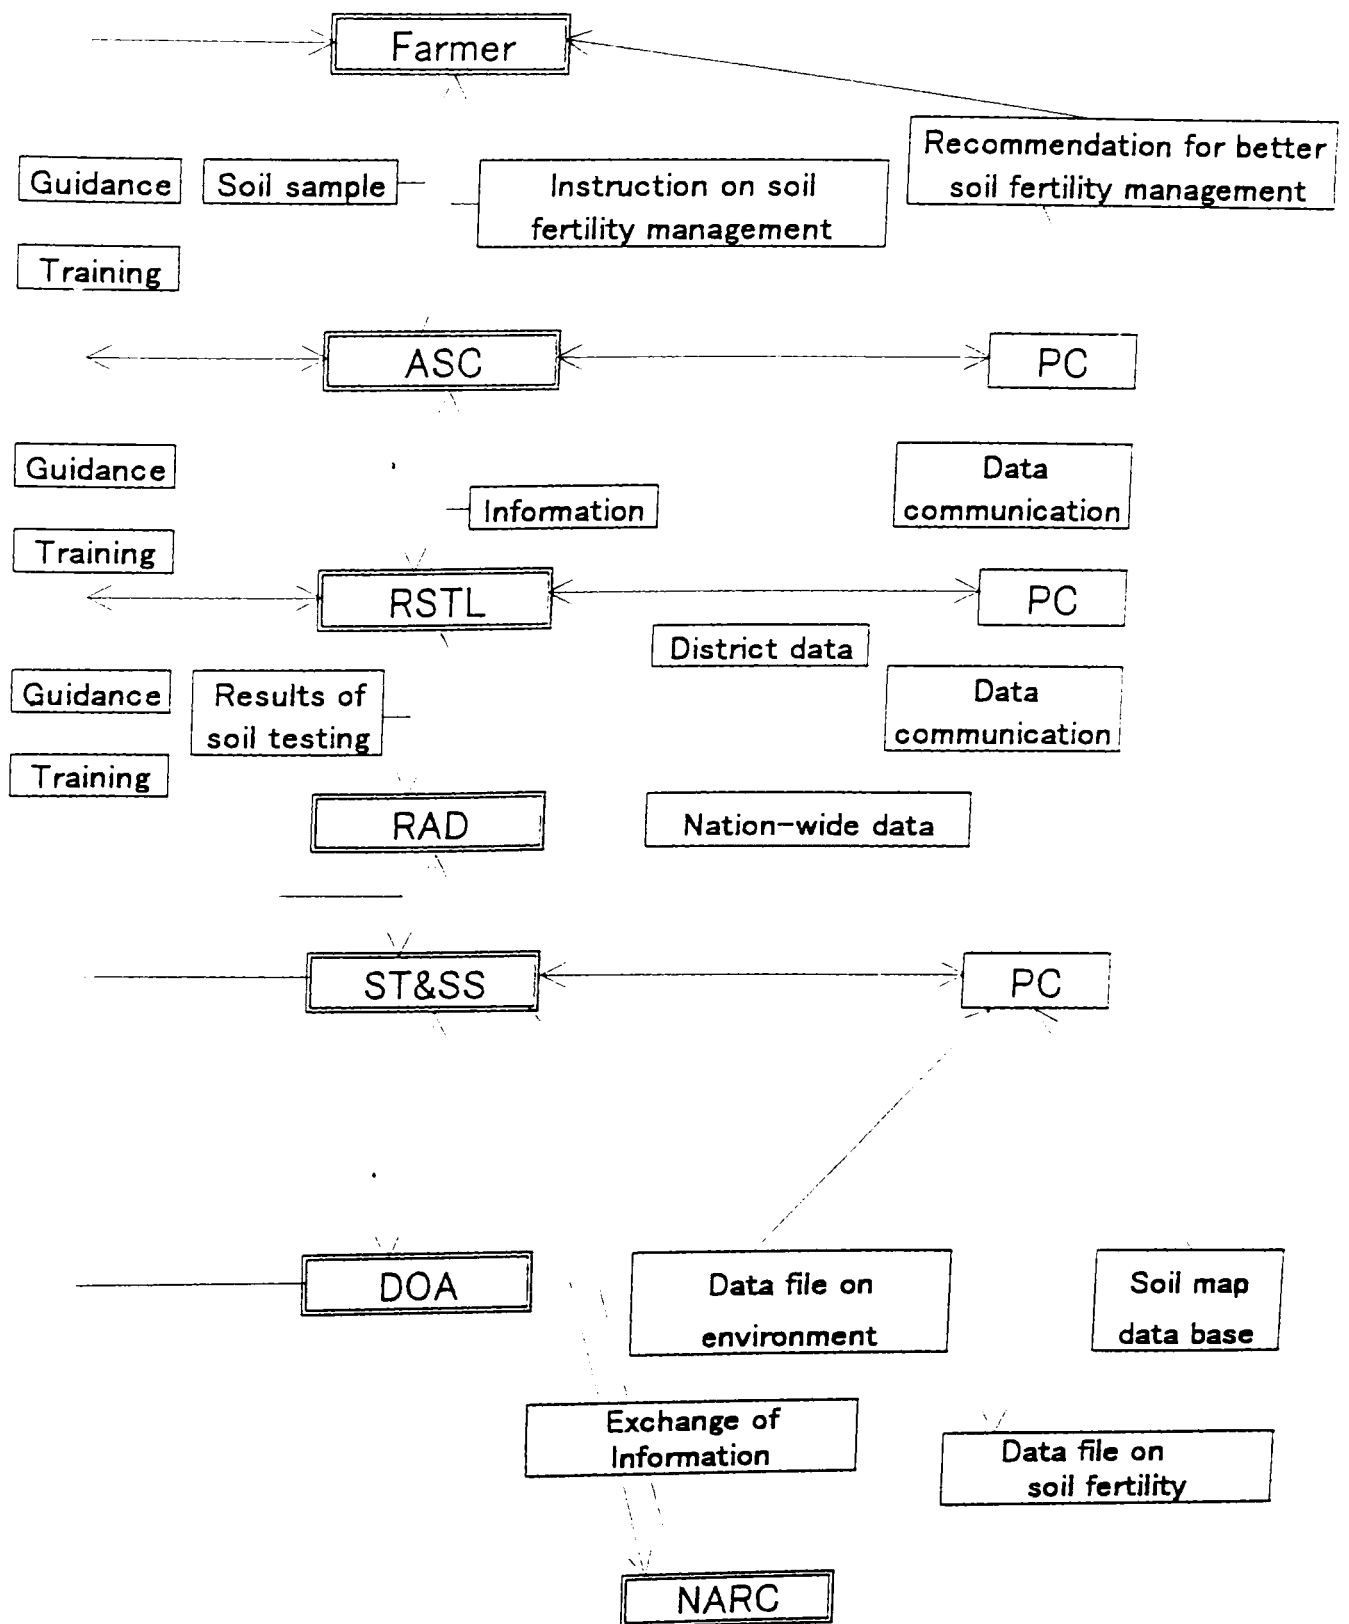 Farmer
Recommendation for better
soil fertility management
Guidance
Soil sample
Instruction on soil
fertility management
Training
ASC
PC
Guidance
Data
communication
Information
Training
RSTL
PC
District data
Guidance
Results of
soil testing
Data
communication
Training
RAD
Nation-wide data
ST&SS
PC
DOA
Data file on
environment
Soil map
data base
Exchange of
Information
Data file on
soil fertility
NARC